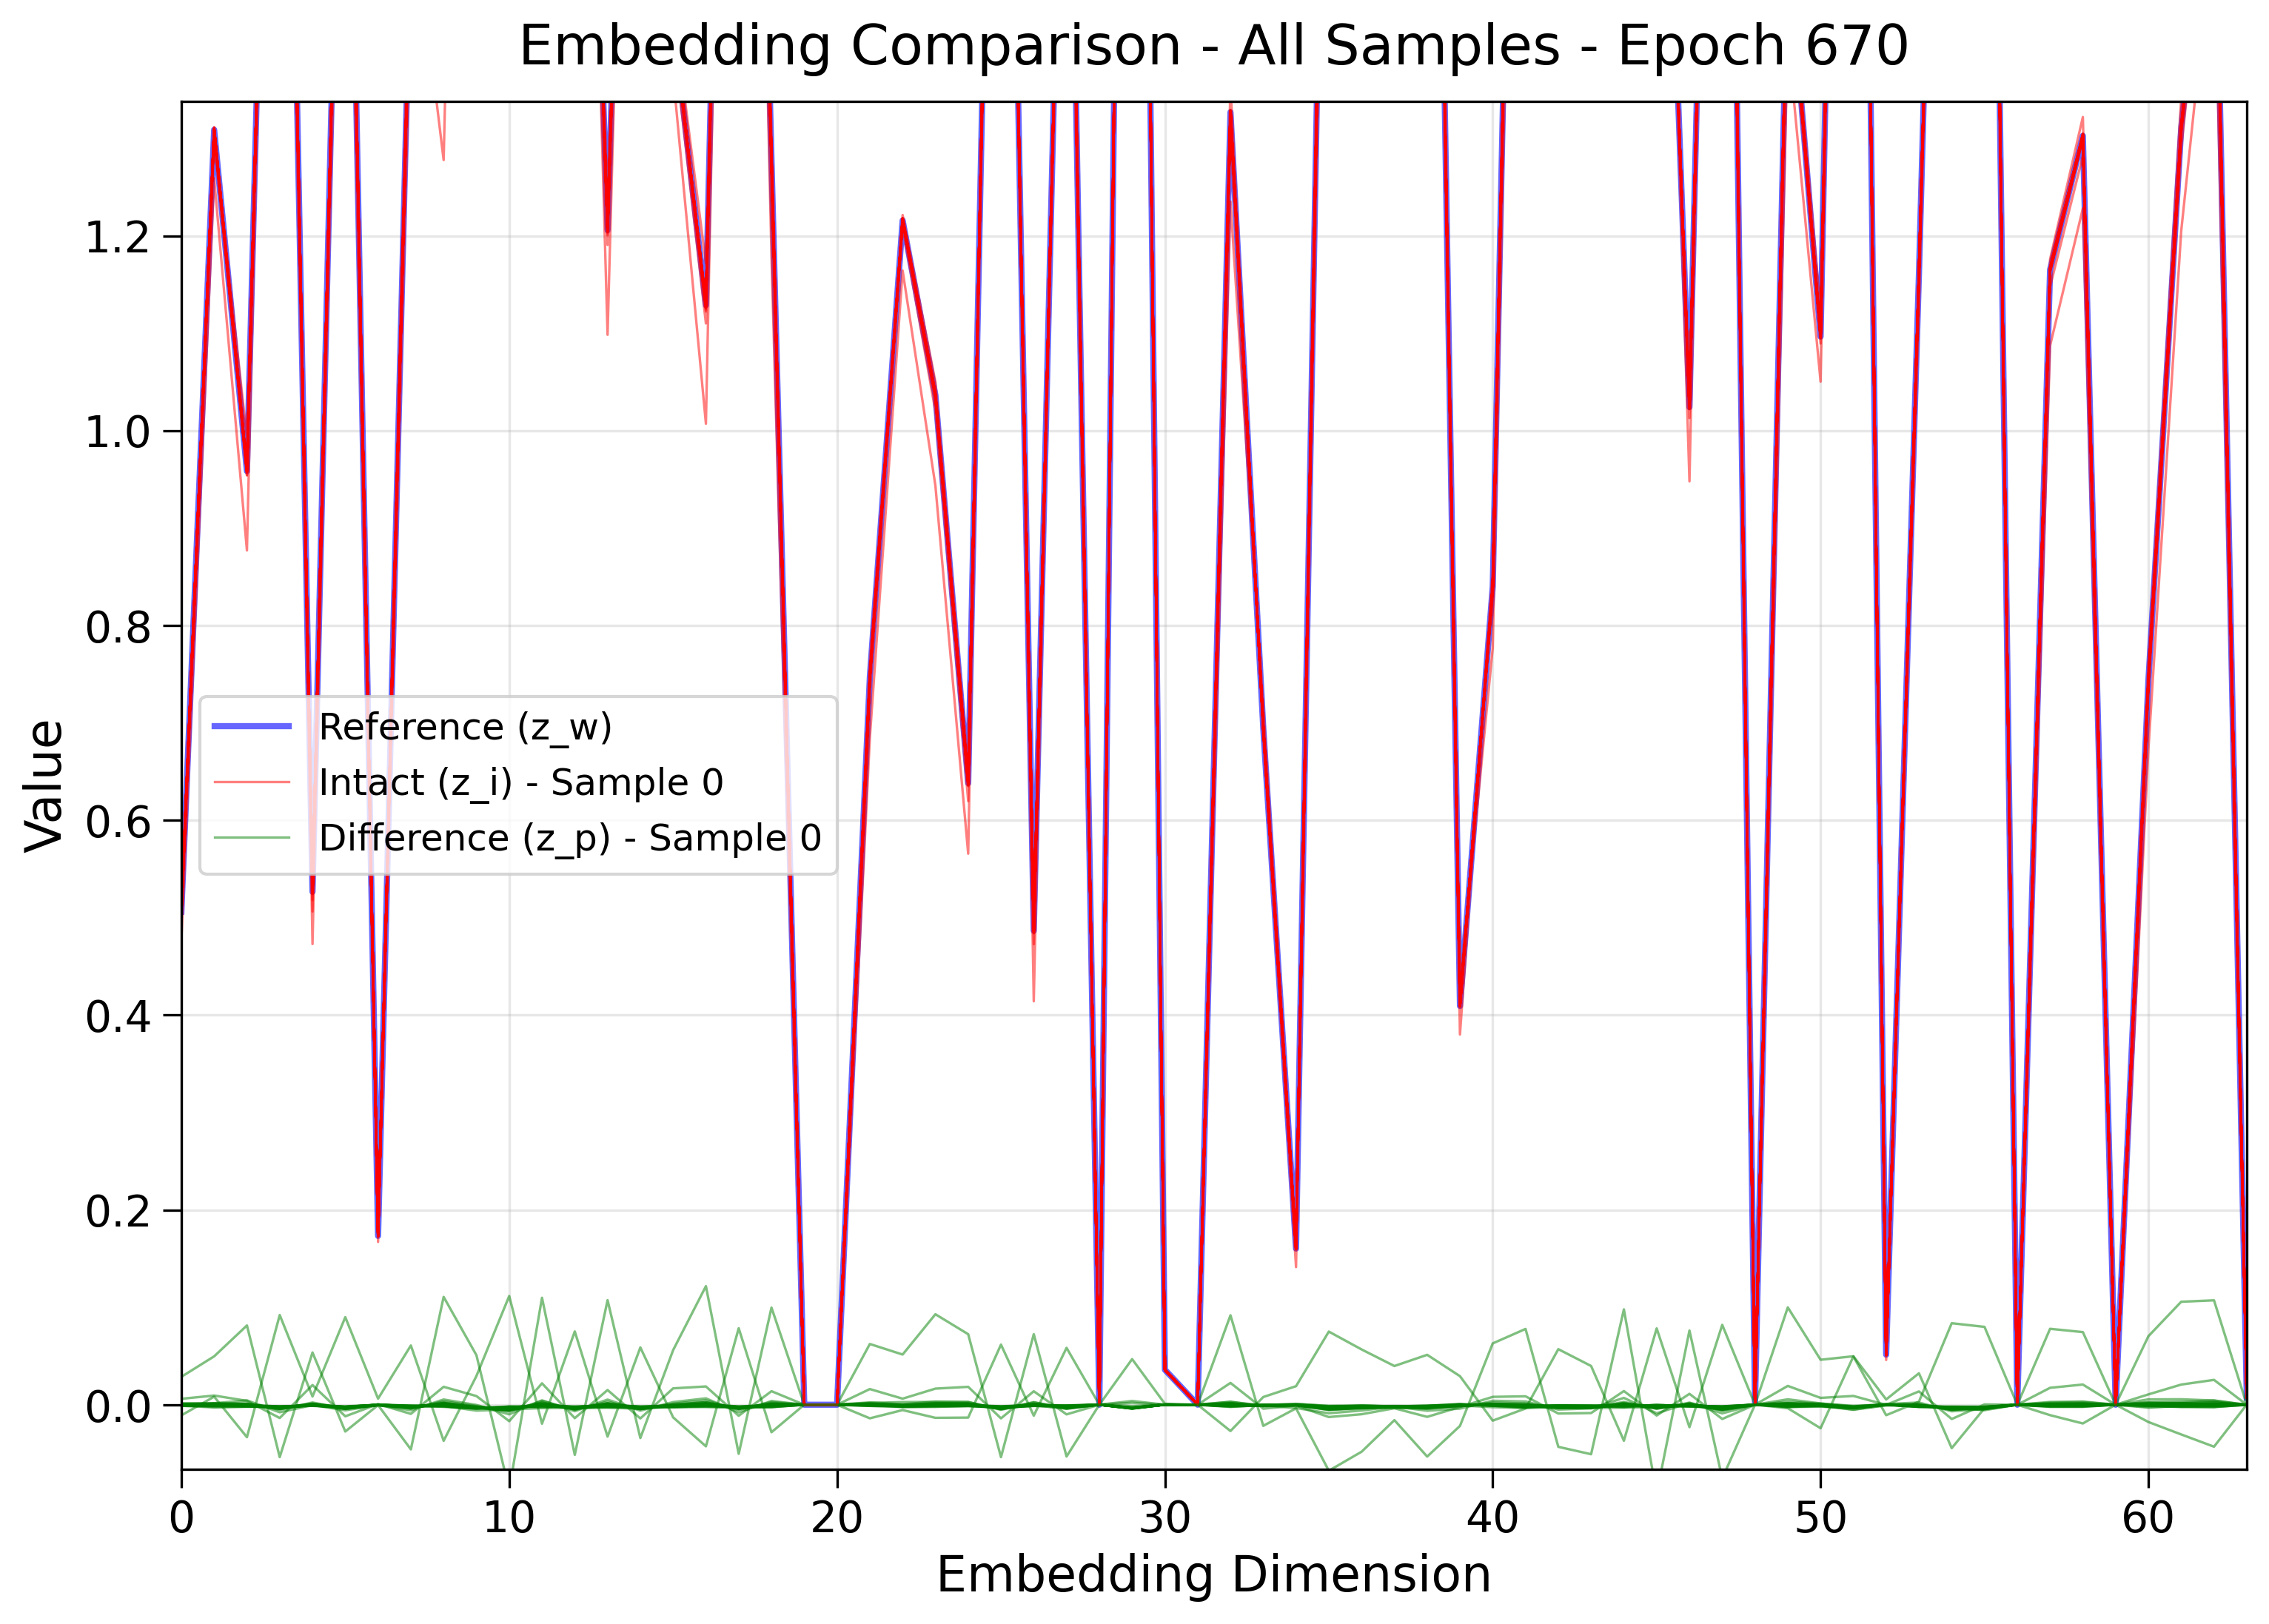 Embedding Comparison - All Samples - Epoch 670
Value
1.2
1.0
0.8
0.6
0.4
0.2
0.0
Reference (z_w)
Intact (z_i) - Sample 0
Difference (z_p) - Sample 0
0 10 20 30 40 50 60
Embedding Dimension